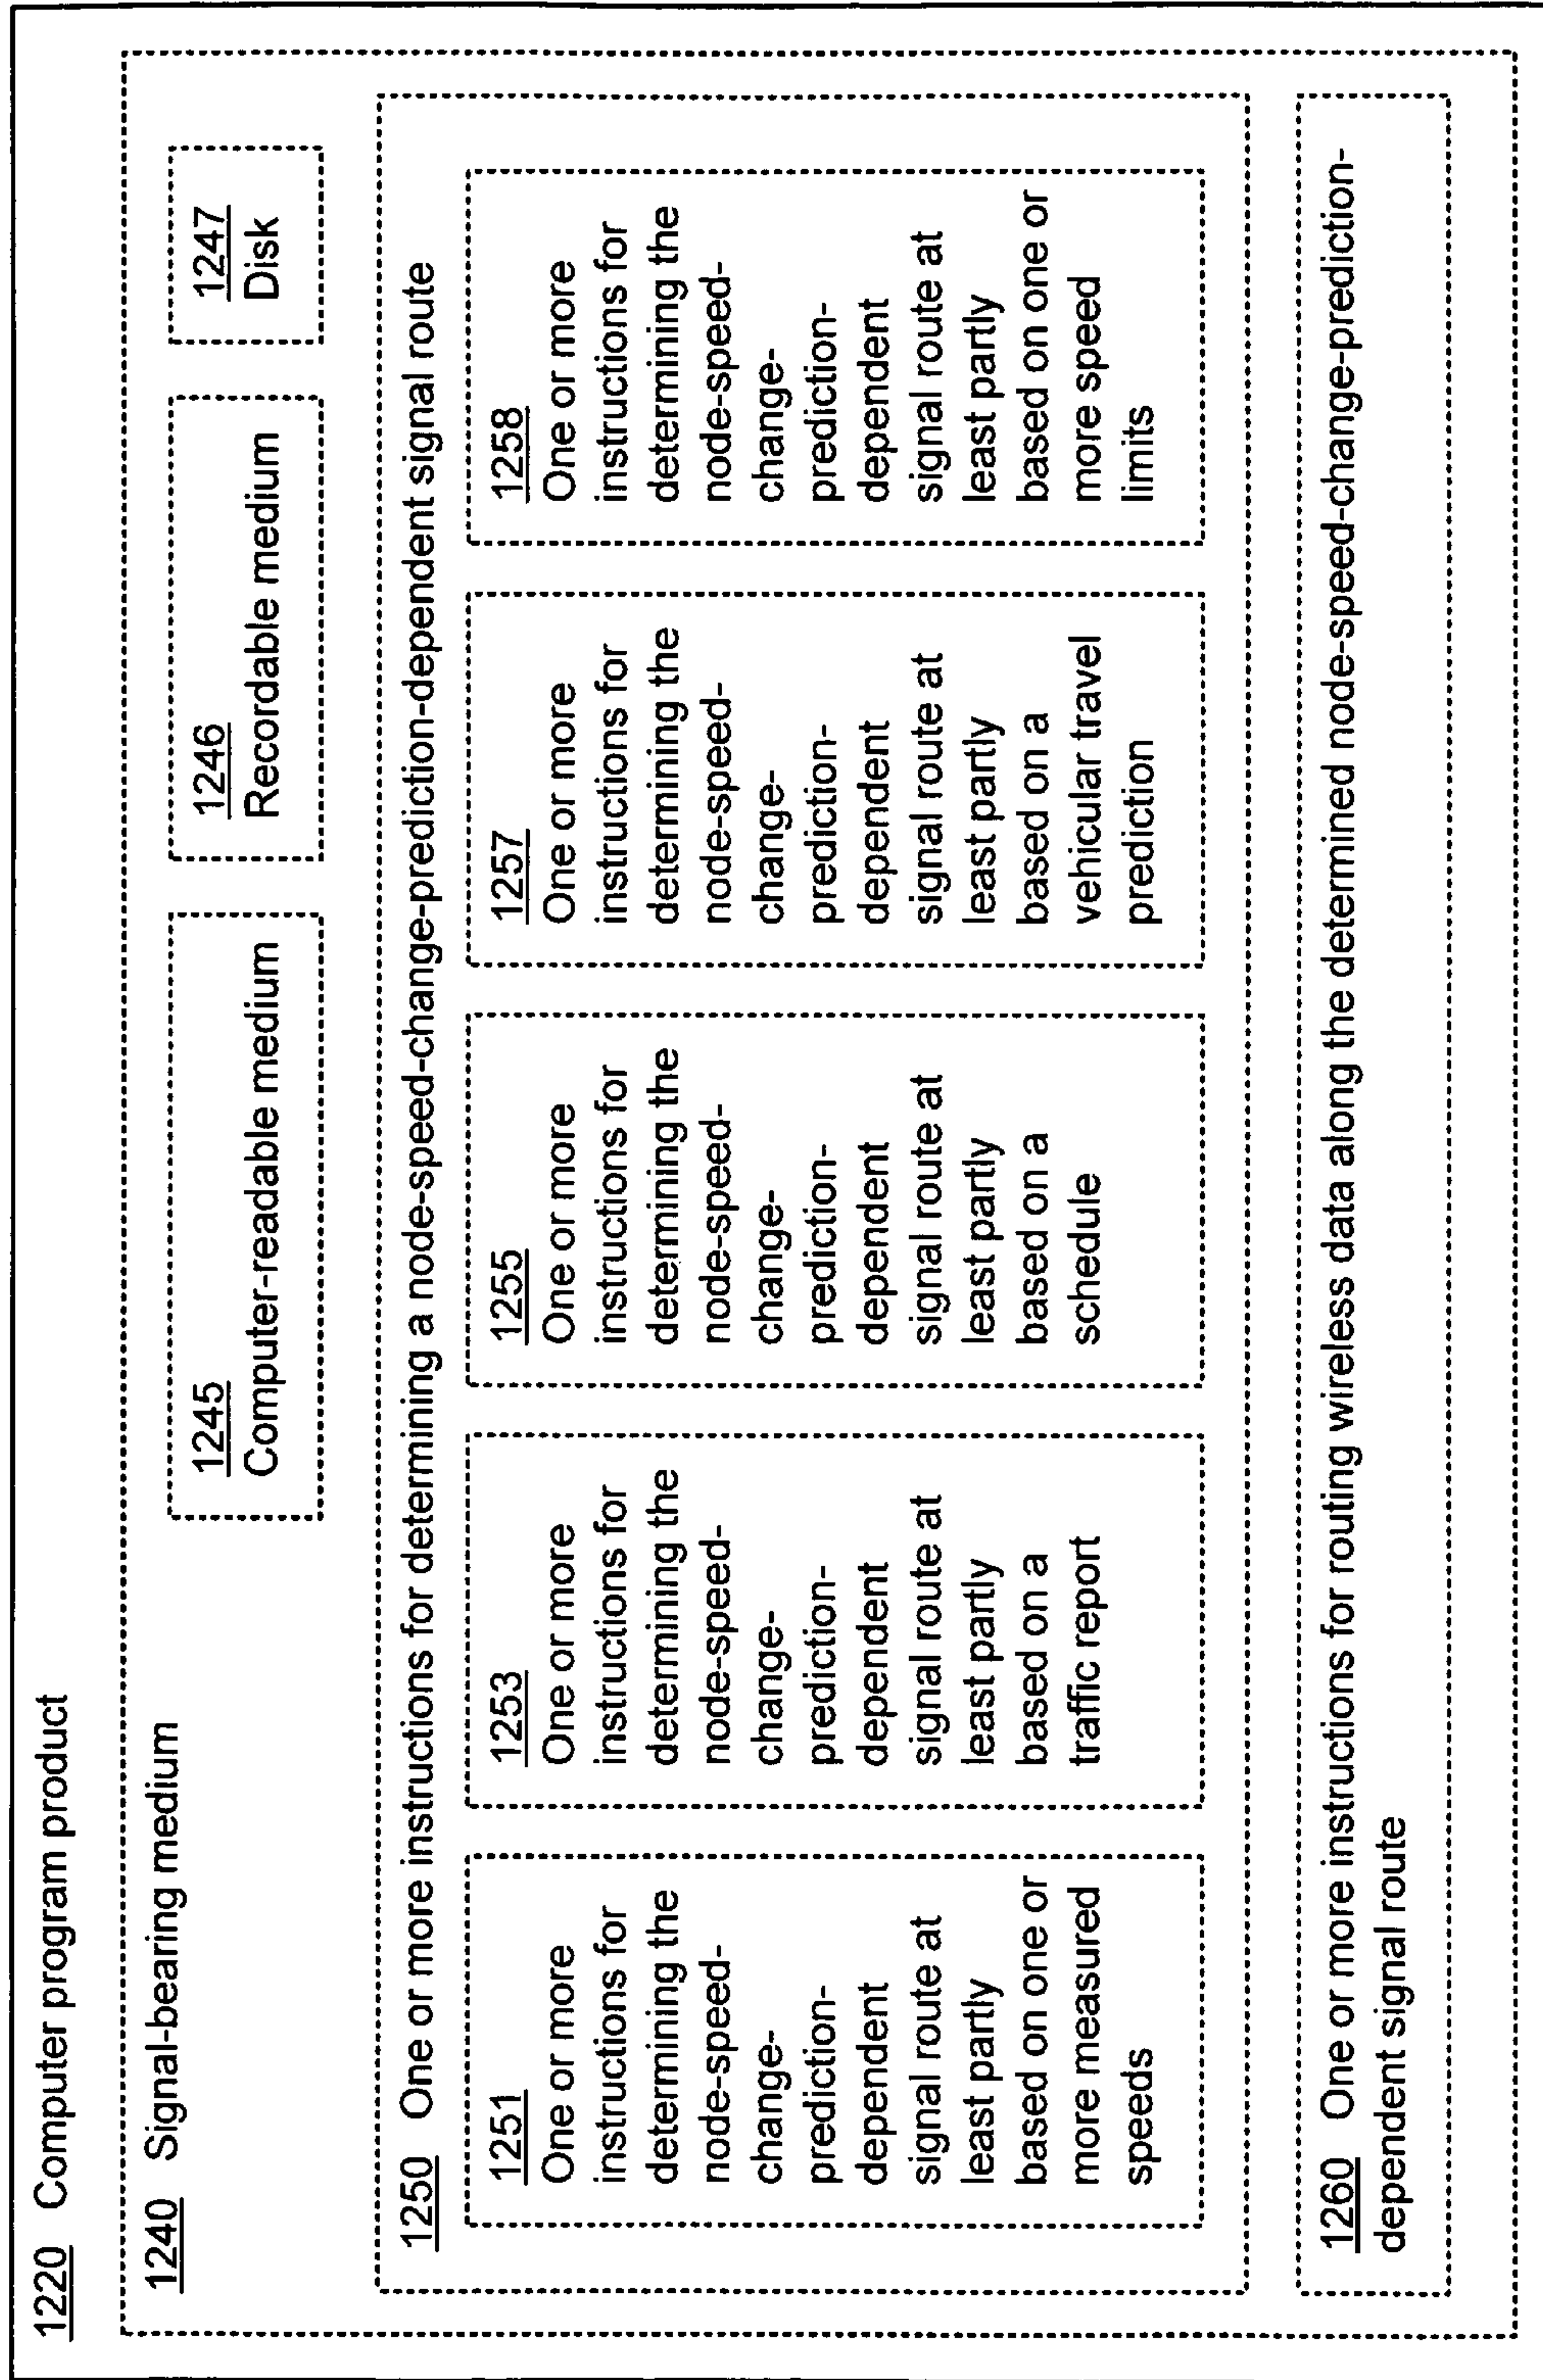 1220 Computer program product
1240 Signal-bearing medium
1245
Computer-readable medium
1246
Recordable medium
1247
Disk
1250 One or more instructions for determining a node-speed-change-prediction-dependent signal route
1251
One or more
instructions for
determining the
node-speed-
change-
prediction-
dependent
signal route at
least partly
based on one or
more measured
speeds
1253
One or more
instructions for
determining the
node-speed-
change-
prediction-
dependent
signal route at
least partly
based on a
traffic report
1255
One or more
instructions for
determining the
node-speed-
change-
prediction-
dependent
signal route at
least partly
based on a
schedule
1257
One or more
instructions for
determining the
node-speed-
change-
prediction-
dependent
signal route at
least partly
based on a
vehicular travel
prediction
1258
One or more
instructions for
determining the
node-speed-
change-
prediction-
dependent
signal route at
least partly
based on one or
more speed
limits
1260 One or more instructions for routing wireless data along the determined node-speed-change-prediction-
dependent signal route